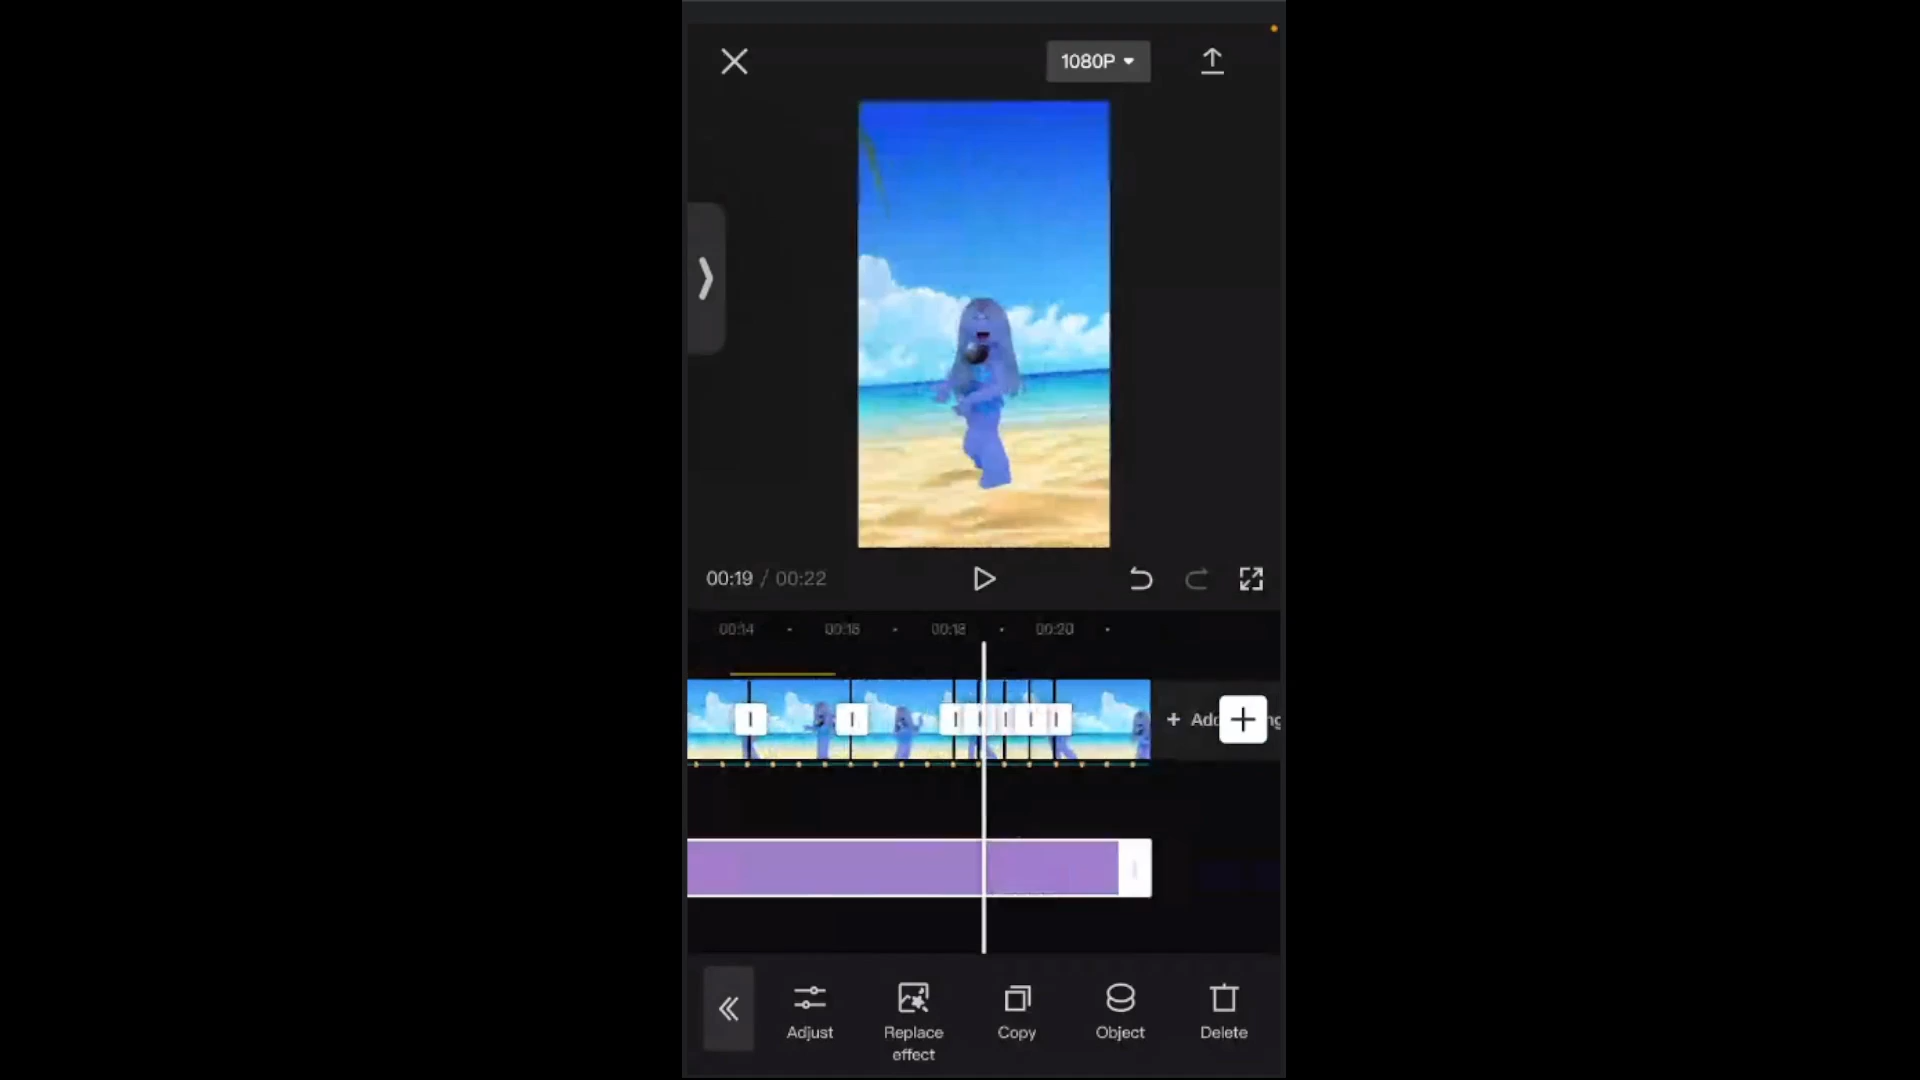 1080P
00:19 / 00:22
00:14 00:16 00:18 00:20
+ Add
Adjust
Replace
effect
Copy
Object
Delete